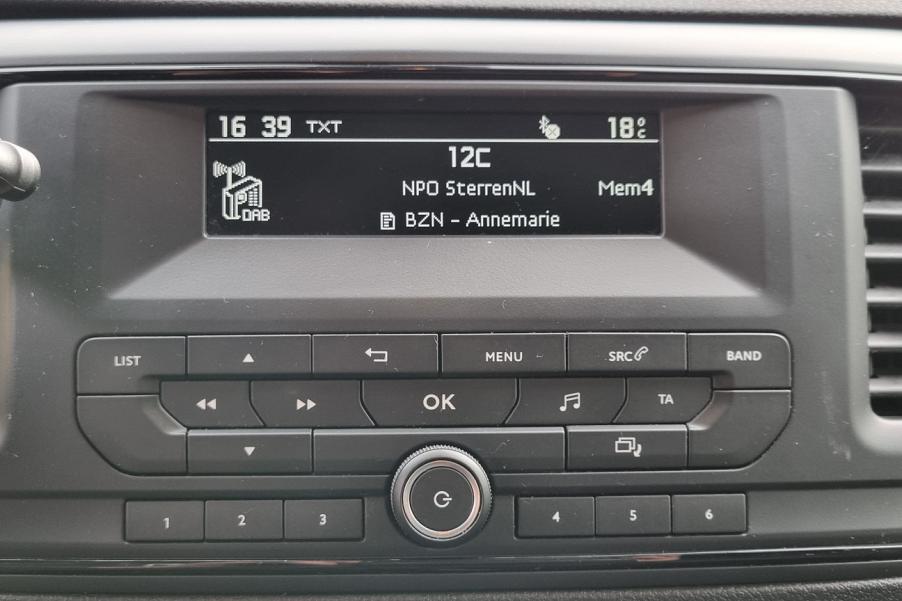 16 39 TXT 18°C
12C
NPO SterrenNL Mem4
DAB
BZN - Annemarie
LIST MENU SRC BAND
OK TA
1 2 3 4 5 6